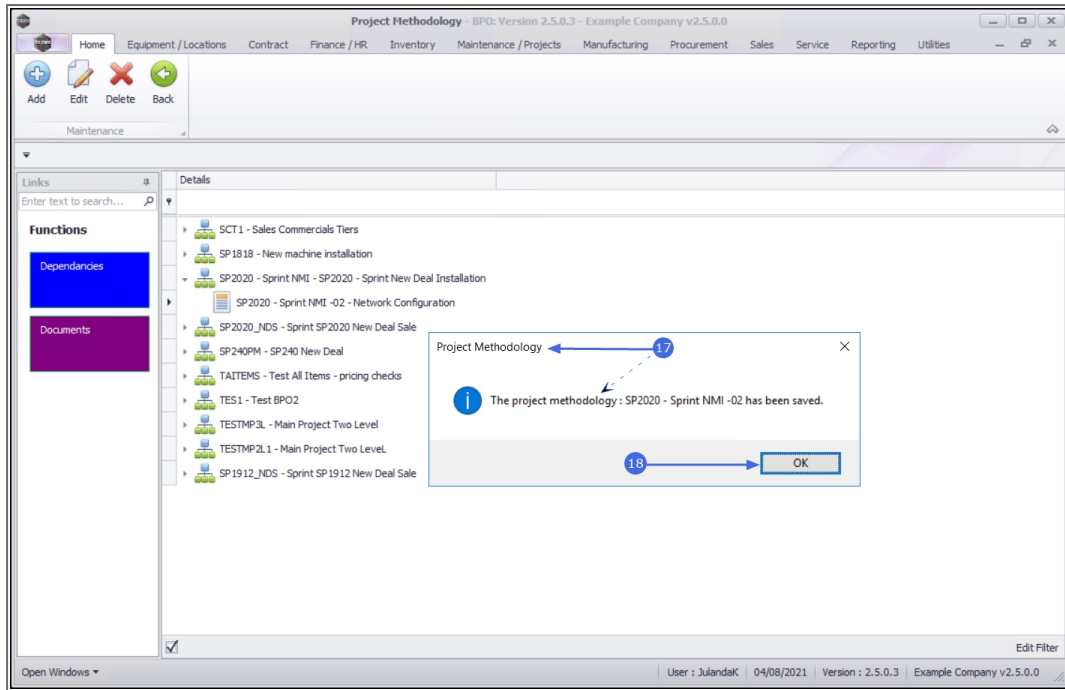 Project Methodology - BPO: Version 2.5.0.3 - Example Company v2.5.0.0
Home Equipment / Locations Contract Finance / HR Inventory Maintenance / Projects Manufacturing Procurement Sales Service Reporting Utilities
Add Edit Delete Back
Maintenance
Links
Details
Enter text to search...
Functions
Dependancies
Documents
SCT1 - Sales Commercials Tiers
SP1818 - New machine installation
SP2020 - Sprint NMI - SP2020 - Sprint New Deal Installation
SP2020 - Sprint NMI -02 - Network Configuration
SP2020_NDS - Sprint SP2020 New Deal Sale
SP240PM - SP240 New Deal
TAITEMS - Test All Items - pricing checks
TES1 - Test BPO2
TESTMP3L - Main Project Two Level
TESTMP2L1 - Main Project Two LeveL
SP1912_NDS - Sprint SP1912 New Deal Sale
Project Methodology 17
The project methodology : SP2020 - Sprint NMI -02 has been saved.
18 OK
Edit Filter
Open Windows User : JulandaK 04/08/2021 Version : 2.5.0.3 Example Company v2.5.0.0